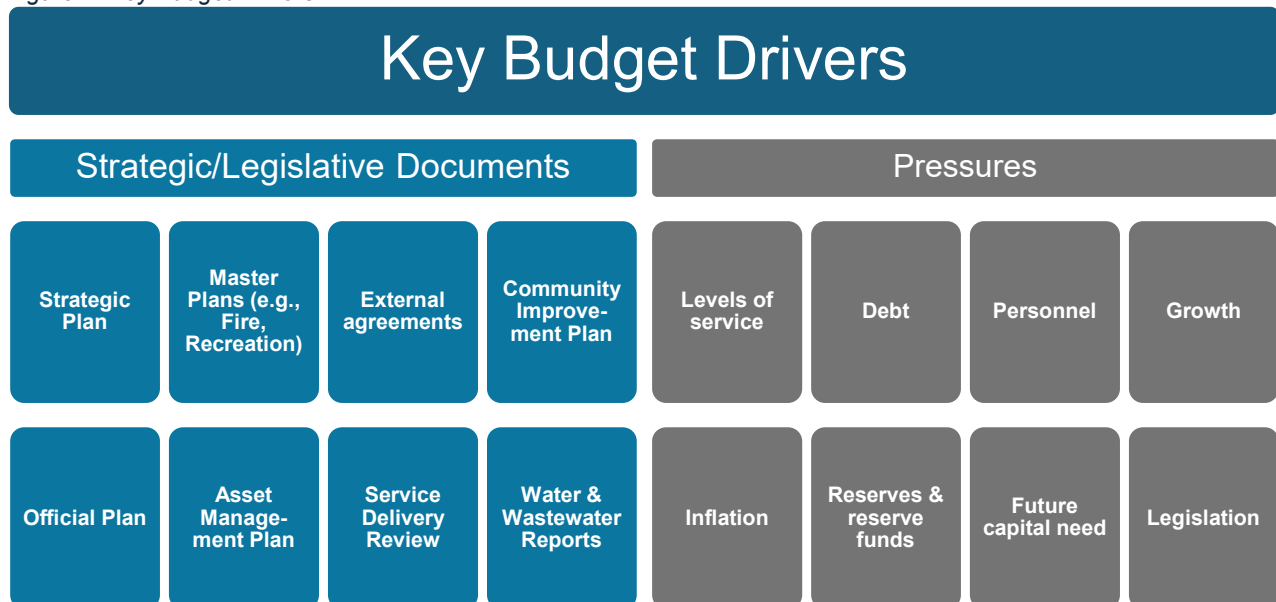 Key Budget Drivers
Strategic/Legislative Documents
Pressures
Strategic
Plan
Master
Plans (e.g.,
Fire,
Recreation)
External
agreements
Community
Improve-
ment Plan
Levels of
service
Debt
Personnel
Growth
Official Plan
Asset
Manage-
ment Plan
Service
Delivery
Review
Water &
Wastewater
Reports
Inflation
Reserves &
reserve
funds
Future
capital need
Legislation